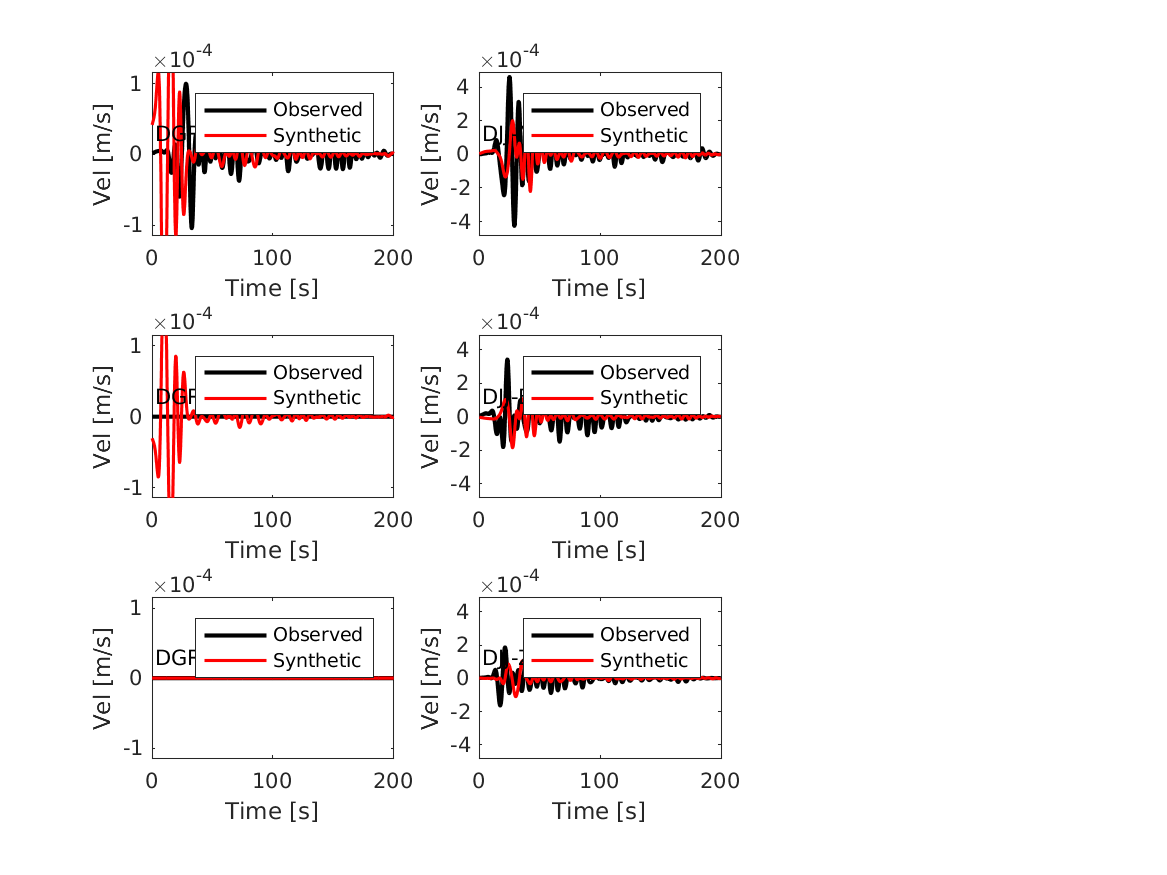 ×10-4
1
0
-1
Vel [m/s]
DGF
Observed
Synthetic
0
100
200
Time [s]
×10-4
4
2
0
-2
-4
Vel [m/s]
Observed
Synthetic
0
100
200
Time [s]
×10-4
1
0
-1
Vel [m/s]
Observed
Synthetic
0
100
200
Time [s]
×10-4
4
2
0
-2
-4
Vel [m/s]
Observed
Synthetic
0
100
200
Time [s]
×10-4
1
0
-1
Vel [m/s]
Observed
Synthetic
0
100
200
Time [s]
×10-4
4
2
0
-2
-4
Vel [m/s]
Observed
Synthetic
0
100
200
Time [s]